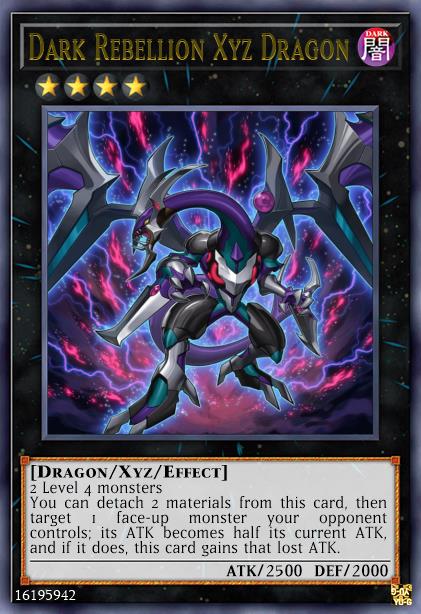 DARK REBELLION XYZ DRAGON
DARK
闇
[DRAGON/XYZ/EFFECT]
2 Level 4 monsters
You can detach 2 materials from this card, then
target 1 face-up monster your opponent
controls; its ATK becomes half its current ATK,
and if it does, this card gains that lost ATK.
ATK/2500 DEF/2000
16195942